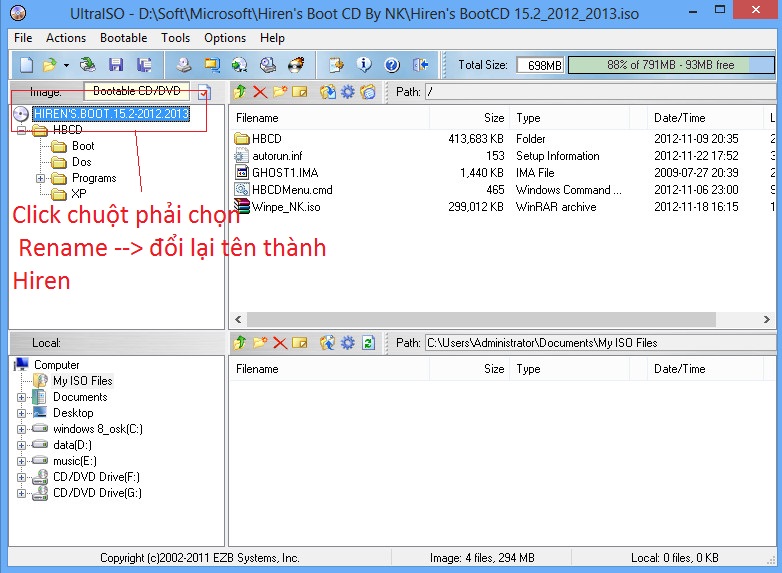 UltraISO - D:\Soft\Microsoft\Hiren's Boot CD By NK\Hiren's BootCD 15.2_2012_2013.iso
File Actions Bootable Tools Options Help
Total Size: 698MB 88% of 791MB - 93MB free
Image: Bootable CD/DVD Path: /
HIREN'S.BOOT.15.2-2012.2013
HBCD
Boot
Dos
Programs
XP
Click chuột phải chọn
Rename --> đổi lại tên thành
Hiren
Filename Size Type Date/Time L
HBCD 413,683 KB Folder 2012-11-09 20:35
autorun.inf 153 Setup Information 2012-11-22 17:52 3
GHOST1.IMA 1,440 KB IMA File 2009-07-27 20:39
HBCDMenu.cmd 465 Windows Command ... 2012-11-06 23:00
Winpe_NK.iso 299,012 KB WinRAR archive 2012-11-18 16:15
Local: Path: C:\Users\Administrator\Documents\My ISO Files
Computer
My ISO Files
Documents
Desktop
windows 8_osk(C:)
data(D:)
music(E:)
CD/DVD Drive(F:)
CD/DVD Drive(G:)
Filename Size Type Date/Time
Copyright (c)2002-2011 EZB Systems, Inc. Image: 4 files, 294 MB Local: 0 files, 0 KB